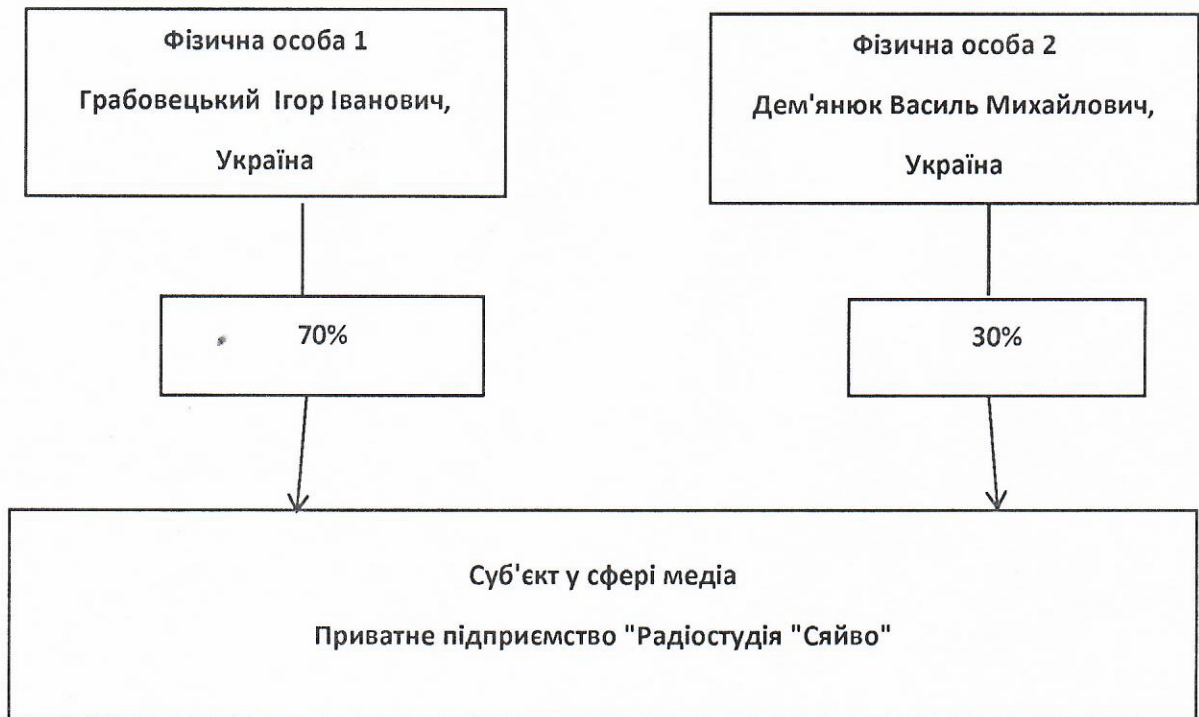 Фізична особа 1
Грабовецький Ігор Іванович,
Україна
Фізична особа 2
Дем'янюк Василь Михайлович,
Україна
70%
30%
Суб'єкт у сфері медіа
Приватне підприємство "Радіостудія "Сяйво"